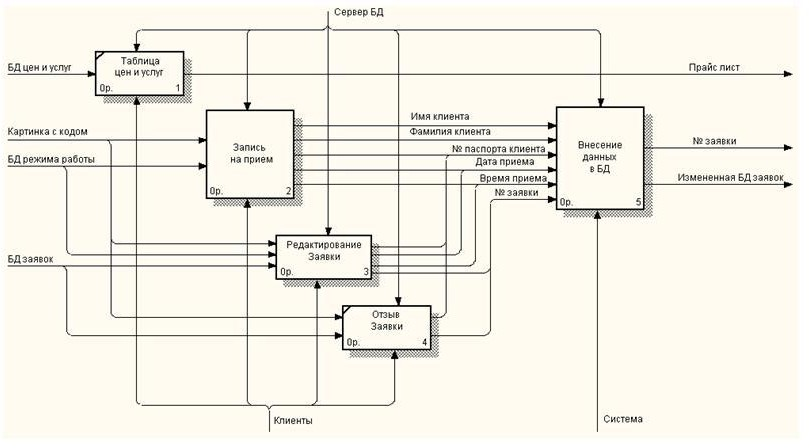 Сервер БД
БД цен и услуг
Таблица
цен и услуг
0р. 1
Прайс лист
Картинка с кодом
БД режима работы
Запись
на прием
0р. 2
Имя клиента
Фамилия клиента
№ паспорта клиента
Дата приема
Время приема
№ заявки
Внесение
данных
в БД
0р. 5
№ заявки
Измененная БД заявок
БД заявок
Редактирование
Заявки
0р. 3
Отзыв
Заявки
0р. 4
Клиенты
Система